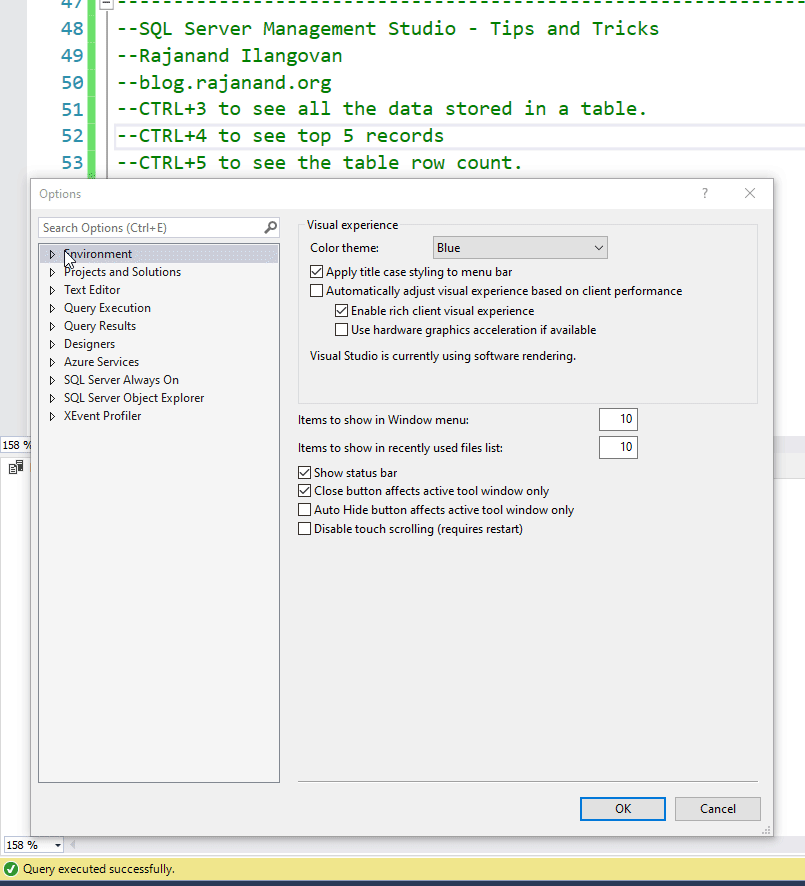 47
48 --SQL Server Management Studio - Tips and Tricks
49 --Rajanand Ilangovan
50 --blog.rajanand.org
51 --CTRL+3 to see all the data stored in a table.
52 --CTRL+4 to see top 5 records
53 --CTRL+5 to see the table row count.
Options
?
Search Options (Ctrl+E)
Environment
Projects and Solutions
Text Editor
Query Execution
Query Results
Designers
Azure Services
SQL Server Always On
SQL Server Object Explorer
XEvent Profiler
Visual experience
Color theme: Blue
Apply title case styling to menu bar
Automatically adjust visual experience based on client performance
Enable rich client visual experience
Use hardware graphics acceleration if available
Visual Studio is currently using software rendering.
Items to show in Window menu: 10
Items to show in recently used files list: 10
Show status bar
Close button affects active tool window only
Auto Hide button affects active tool window only
Disable touch scrolling (requires restart)
OK Cancel
158 %
158 %
Query executed successfully.